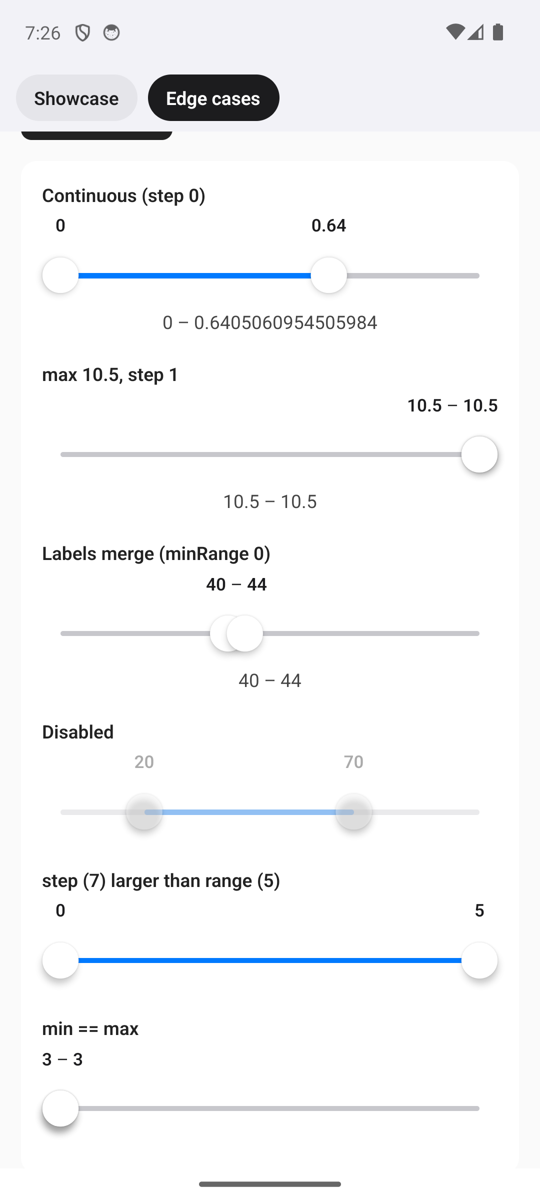 7:26
Showcase
Edge cases
Continuous (step 0)
0 0.64
0 – 0.6405060954505984
max 10.5, step 1
10.5 – 10.5
10.5 – 10.5
Labels merge (minRange 0)
40 – 44
40 – 44
Disabled
20 70
step (7) larger than range (5)
0 5
min == max
3 – 3